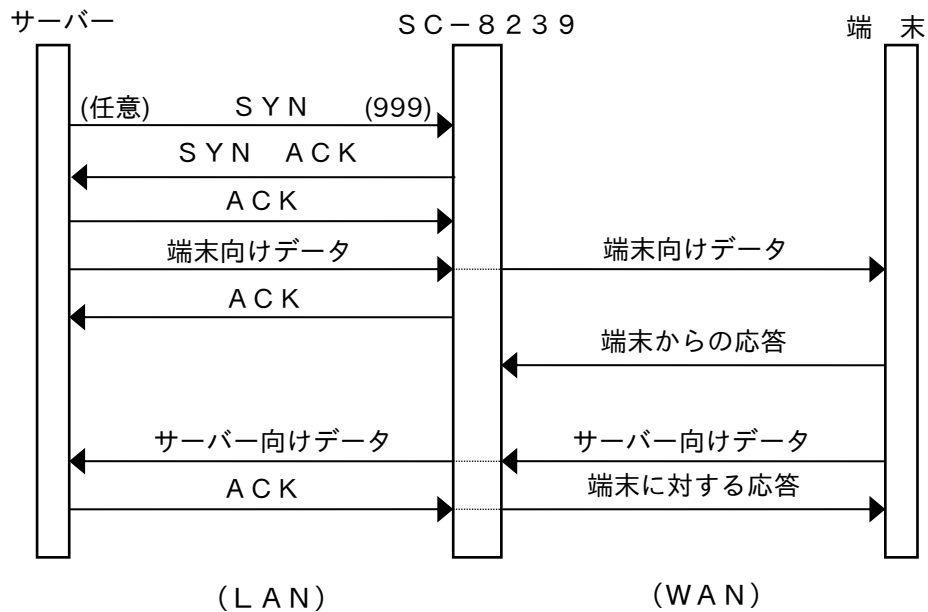 サーバー
ＳＣ－８２３９
端　末
(任意)　ＳＹＮ　(999)
ＳＹＮ　ＡＣＫ
ＡＣＫ
端末向けデータ
端末向けデータ
ＡＣＫ
端末からの応答
サーバー向けデータ
サーバー向けデータ
ＡＣＫ
端末に対する応答
（ＬＡＮ）
（ＷＡＮ）